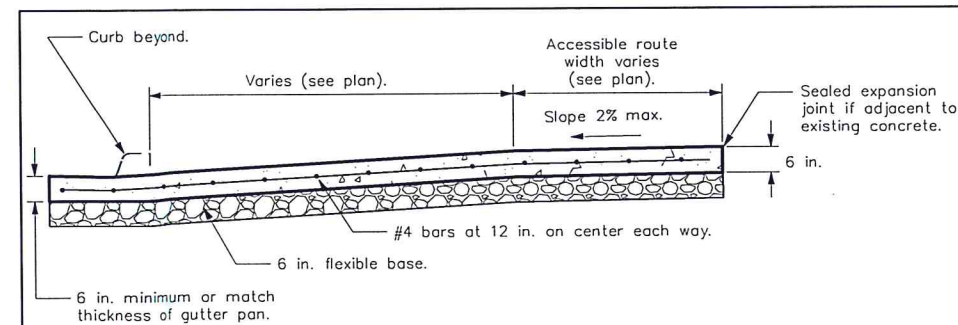 Curb beyond.
Varies (see plan).
Accessible route
width varies
(see plan).
Slope 2% max.
Sealed expansion
joint if adjacent to
existing concrete.
6 in.
#4 bars at 12 in. on center each way.
6 in. flexible base.
6 in. minimum or match
thickness of gutter pan.